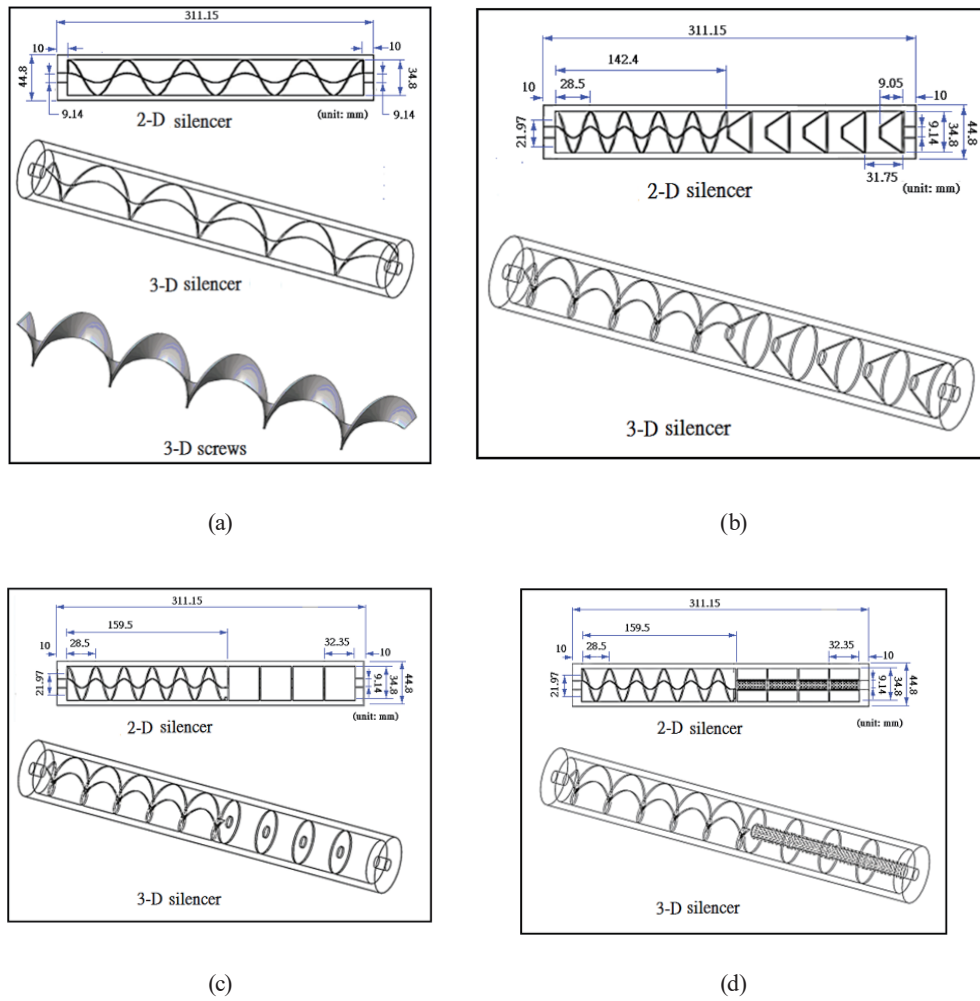 311.15
10
10
44.8
34.8
9.14
9.14
2-D silencer
(unit: mm)
3-D silencer
3-D screws
(a)
311.15
142.4
10
28.5
9.05
10
21.97
9.14
34.8
44.8
31.75
2-D silencer
(unit: mm)
3-D silencer
(b)
311.15
159.5
10
28.5
32.35
10
21.97
9.14
34.8
44.8
2-D silencer
(unit: mm)
3-D silencer
(c)
311.15
159.5
10
28.5
32.35
10
21.97
9.14
34.8
44.8
2-D silencer
(unit: mm)
3-D silencer
(d)